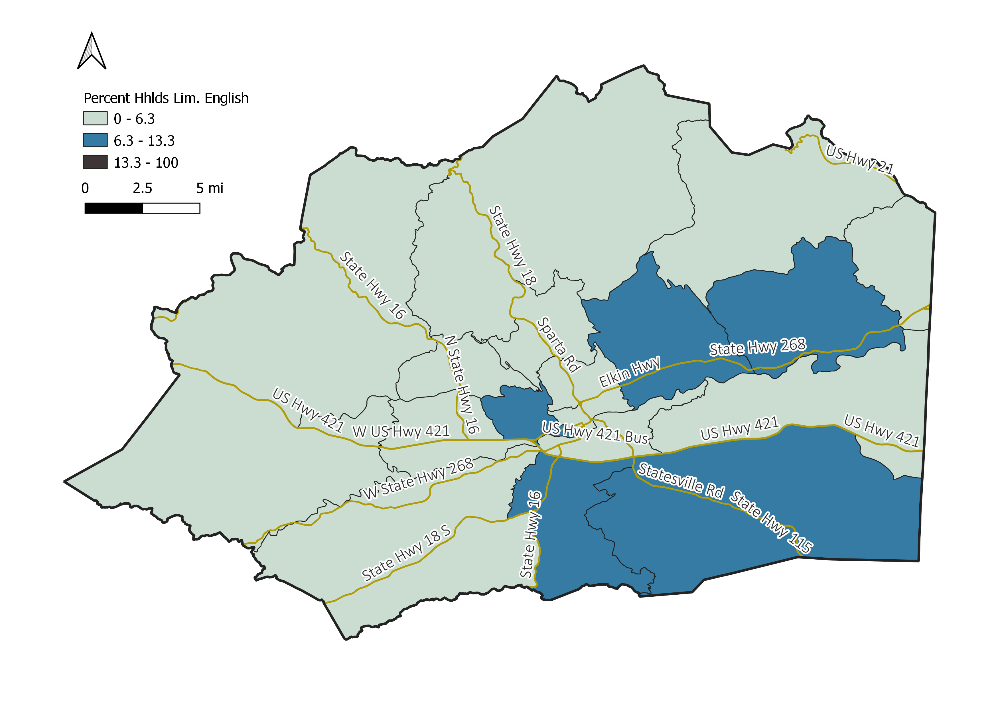 Percent Hhlds Lim. English
0 - 6.3
6.3 - 13.3
13.3 - 100
0 2.5 5 mi
US Hwy 21
State Hwy 18
State Hwy 16
Sparta Rd
N State Hwy 16
State Hwy 268
Elkin Hwy
US Hwy 421
W US Hwy 421
US Hwy 421 Bus
US Hwy 421
US Hwy 421
W State Hwy 268
Statesville Rd
State Hwy 115
State Hwy 16
State Hwy 18 S